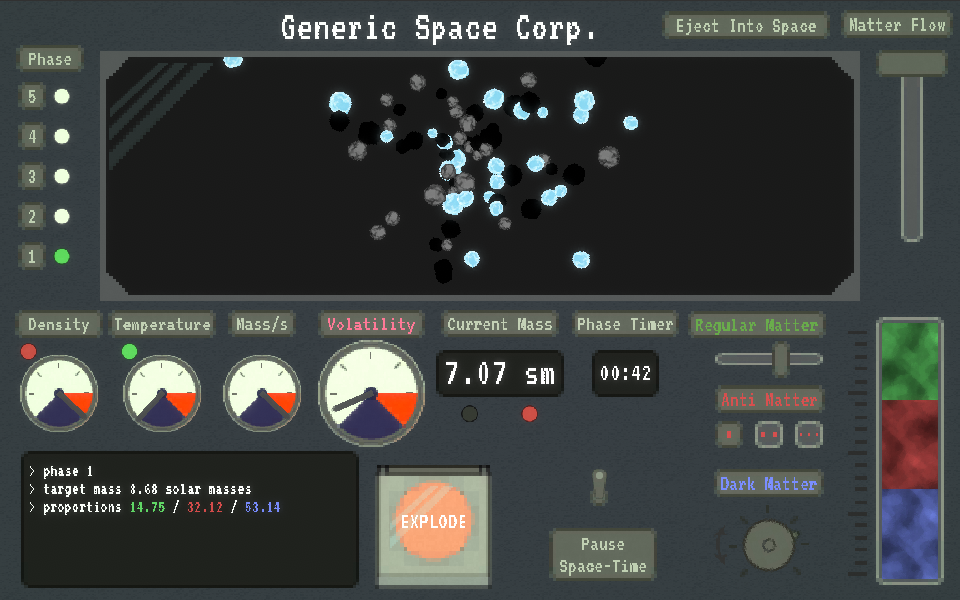 Generic Space Corp.
Eject Into Space
Matter Flow
Phase
5
4
3
2
1
Density
Temperature
Mass/s
Volatility
Current Mass
Phase Timer
Regular Matter
7.07 sm
00:42
Anti Matter
> phase 1
> target mass 8.68 solar masses
> proportions 14.75 / 32.12 / 53.14
EXPLODE
Dark Matter
Pause
Space-Time